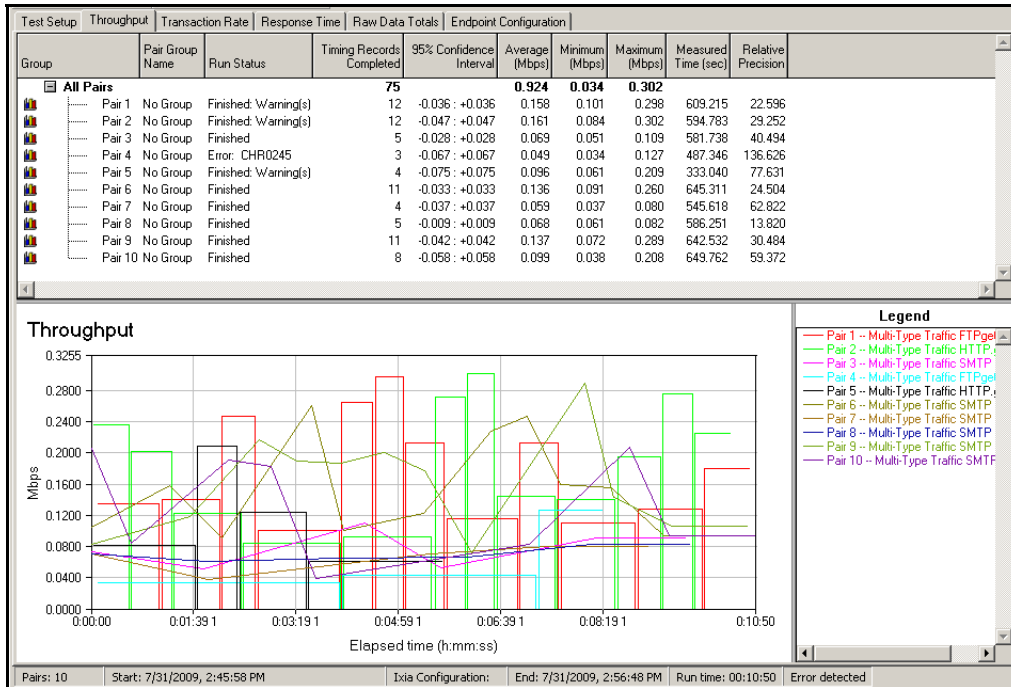 Test Setup Throughput Transaction Rate Response Time Raw Data Totals Endpoint Configuration
Group Pair Group Name Run Status Timing Records Completed 95% Confidence Interval Average (Mbps) Minimum (Mbps) Maximum (Mbps) Measured Time (sec) Relative Precision
All Pairs 75 0.924 0.034 0.302
Pair 1 No Group Finished: Warning(s) 12 -0.036 : +0.036 0.158 0.101 0.298 609.215 22.596
Pair 2 No Group Finished: Warning(s) 12 -0.047 : +0.047 0.161 0.084 0.302 594.783 29.252
Pair 3 No Group Finished 5 -0.028 : +0.028 0.069 0.051 0.109 581.738 40.494
Pair 4 No Group Error: CHR0245 3 -0.067 : +0.067 0.049 0.034 0.127 487.346 136.626
Pair 5 No Group Finished: Warning(s) 4 -0.075 : +0.075 0.096 0.061 0.209 333.040 77.631
Pair 6 No Group Finished 11 -0.033 : +0.033 0.136 0.091 0.260 645.311 24.504
Pair 7 No Group Finished 4 -0.037 : +0.037 0.059 0.037 0.080 545.618 62.822
Pair 8 No Group Finished 5 -0.009 : +0.009 0.068 0.061 0.082 586.251 13.820
Pair 9 No Group Finished 11 -0.042 : +0.042 0.137 0.072 0.289 642.532 30.484
Pair 10 No Group Finished 8 -0.058 : +0.058 0.099 0.038 0.208 649.762 59.372
Throughput
0.3255
0.2800
0.2400
0.2000
0.1600
0.1200
0.0800
0.0400
0.0000
Mbps
0:00:00 0:01:39 1 0:03:19 1 0:04:59 1 0:06:39 1 0:08:19 1 0:10:50
Elapsed time (h:mm:ss)
Legend
Pair 1 -- Multi-Type Traffic FTPget
Pair 2 -- Multi-Type Traffic HTTP.
Pair 3 -- Multi-Type Traffic SMTP
Pair 4 -- Multi-Type Traffic FTPget
Pair 5 -- Multi-Type Traffic HTTP.
Pair 6 -- Multi-Type Traffic SMTP
Pair 7 -- Multi-Type Traffic SMTP
Pair 8 -- Multi-Type Traffic SMTP
Pair 9 -- Multi-Type Traffic SMTP
Pair 10 -- Multi-Type Traffic SMTP
Pairs: 10 Start: 7/31/2009, 2:45:58 PM Ixia Configuration: End: 7/31/2009, 2:56:48 PM Run time: 00:10:50 Error detected